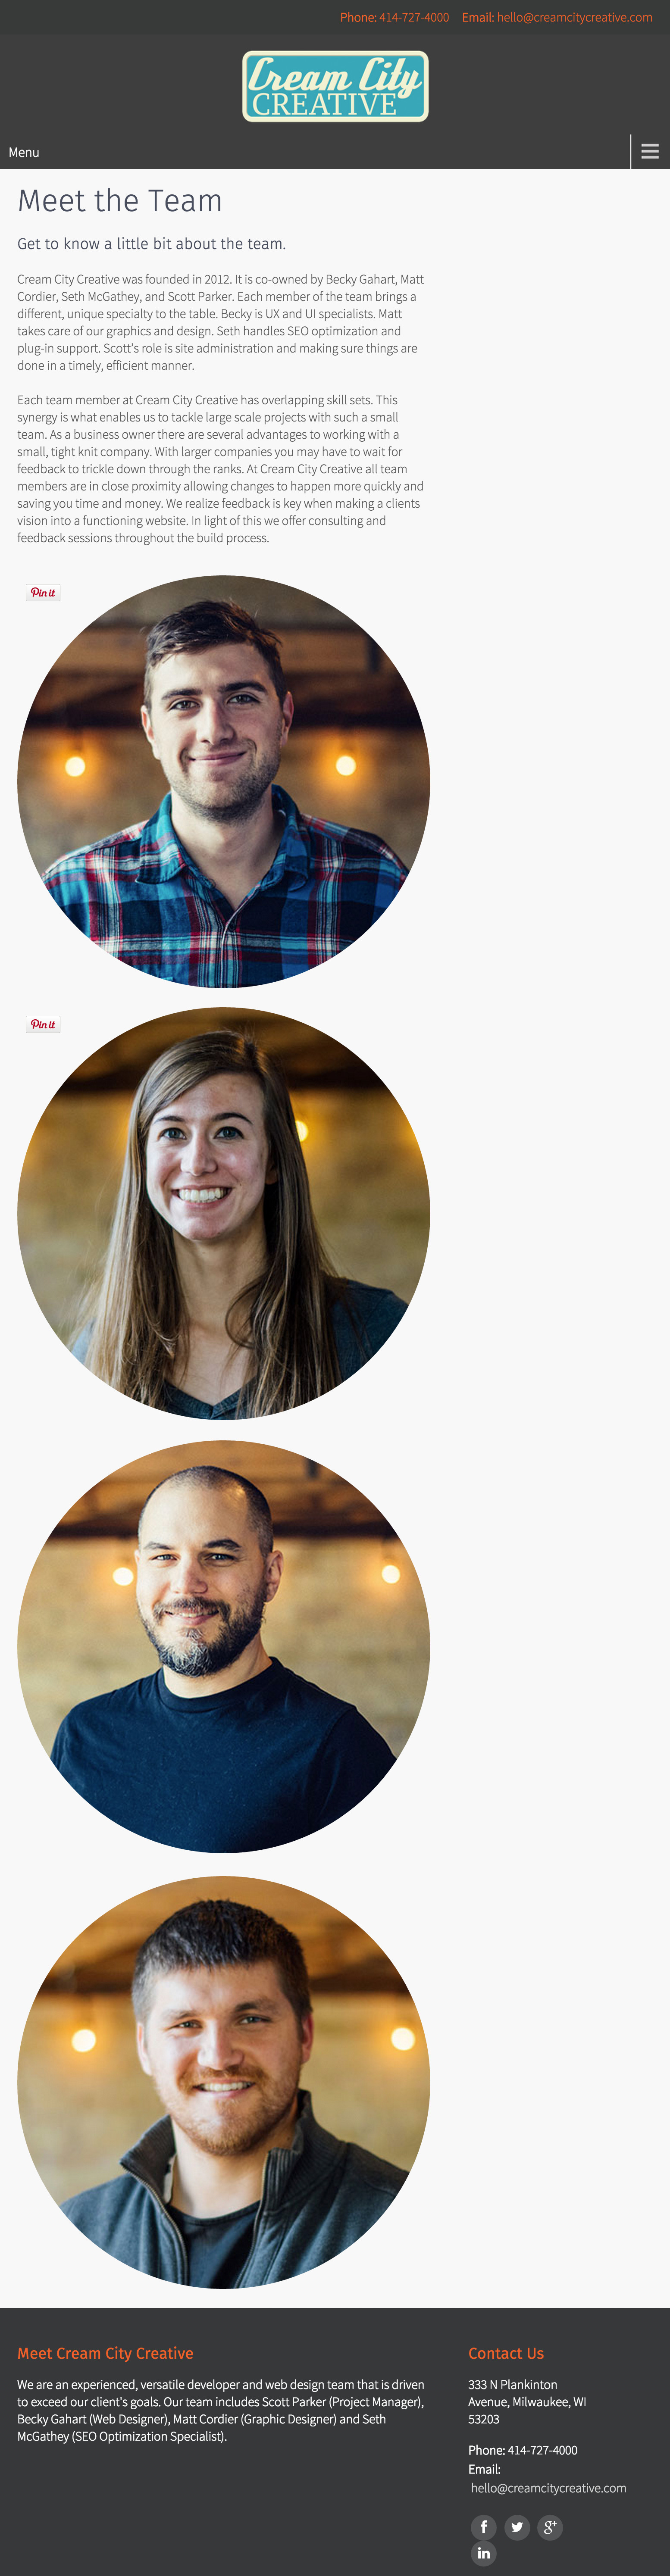 Phone: 414-727-4000 Email: hello@creamcitycreative.com
Cream City
CREATIVE
Menu
Meet the Team
Get to know a little bit about the team.
Cream City Creative was founded in 2012. It is co-owned by Becky Gahart, Matt
Cordier, Seth McGathey, and Scott Parker. Each member of the team brings a
different, unique specialty to the table. Becky is UX and UI specialists. Matt
takes care of our graphics and design. Seth handles SEO optimization and
plug-in support. Scott's role is site administration and making sure things are
done in a timely, efficient manner.
Each team member at Cream City Creative has overlapping skill sets. This
synergy is what enables us to tackle large scale projects with such a small
team. As a business owner there are several advantages to working with a
small, tight knit company. With larger companies you may have to wait for
feedback to trickle down through the ranks. At Cream City Creative all team
members are in close proximity allowing changes to happen more quickly and
saving you time and money. We realize feedback is key when making a clients
vision into a functioning website. In light of this we offer consulting and
feedback sessions throughout the build process.
Pin it
Pin it
Meet Cream City Creative
We are an experienced, versatile developer and web design team that is driven
to exceed our client's goals. Our team includes Scott Parker (Project Manager),
Becky Gahart (Web Designer), Matt Cordier (Graphic Designer) and Seth
McGathey (SEO Optimization Specialist).
Contact Us
333 N Plankinton
Avenue, Milwaukee, WI
53203
Phone: 414-727-4000
Email:
hello@creamcitycreative.com
f g+
in